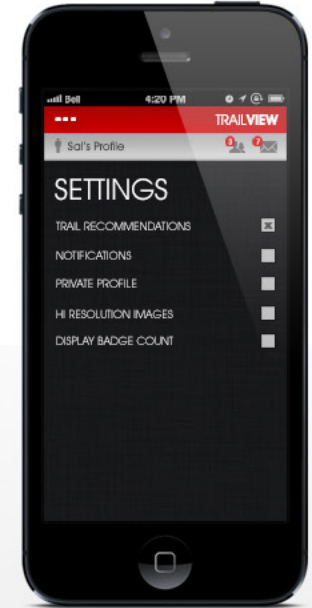 Bell 4:20 PM
TRAILVIEW
Sal's Profile 3 7
SETTINGS
TRAIL RECOMMENDATIONS x
NOTIFICATIONS
PRIVATE PROFILE
HI RESOLUTION IMAGES
DISPLAY BADGE COUNT